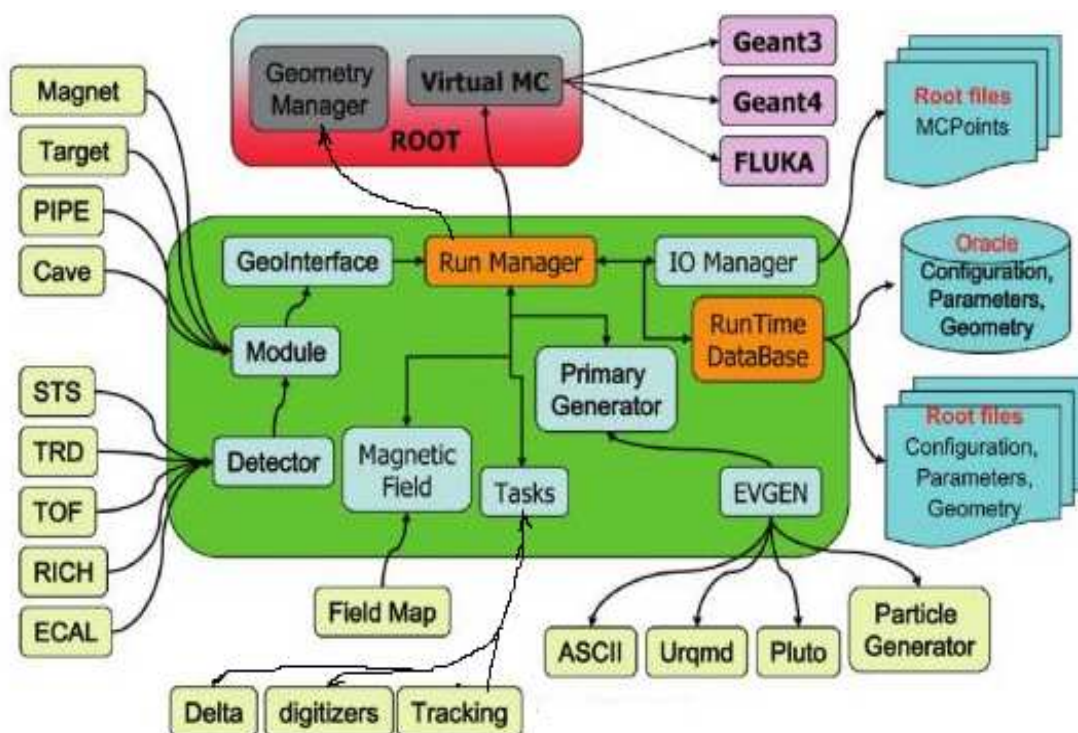 Geometry
Manager
Virtual MC
ROOT
Geant3
Geant4
FLUKA
Root files
MCPoints
Magnet
Target
PIPE
Cave
GeoInterface
Run Manager
IO Manager
Oracle
Configuration,
Parameters,
Geometry
Module
RunTime
DataBase
Primary
Generator
STS
TRD
TOF
RICH
ECAL
Detector
Magnetic
Field
Tasks
EVGEN
Root files
Configuration,
Parameters,
Geometry
Field Map
ASCII
Urqmd
Pluto
Particle
Generator
Delta
digitizers
Tracking